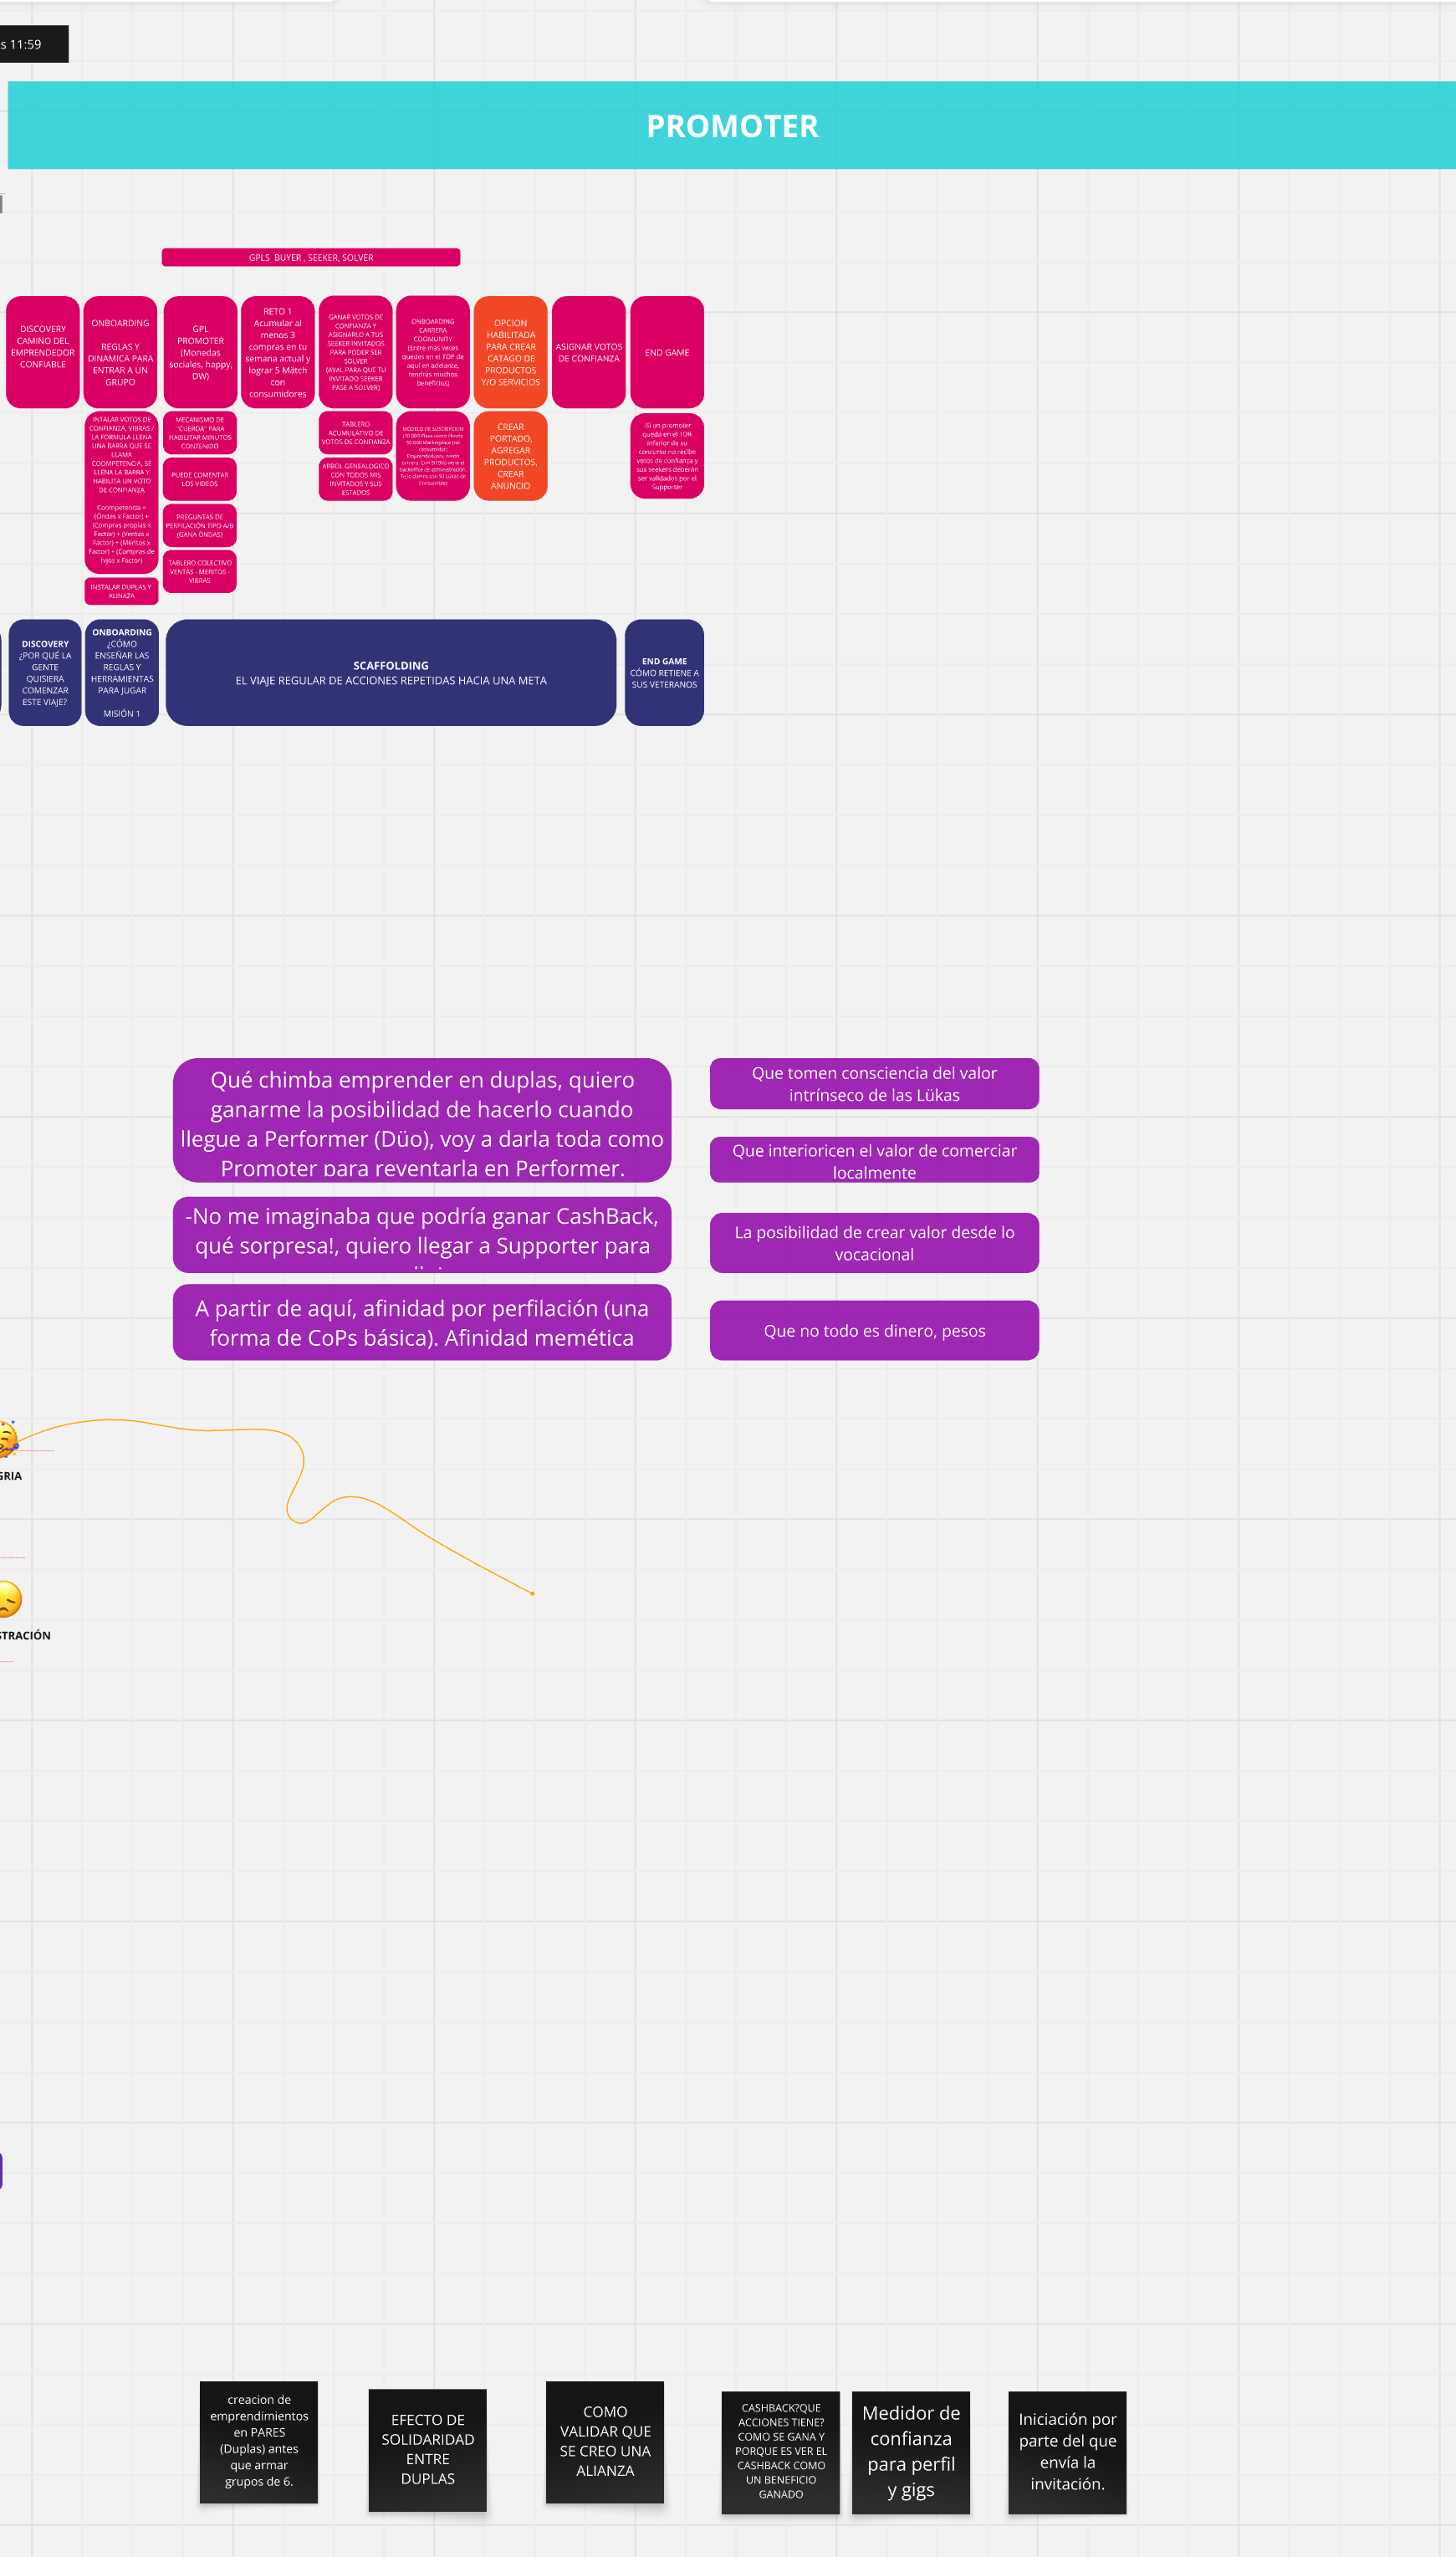 s 11:59
PROMOTER
GPLS BUYER , SEEKER, SOLVER
DISCOVERY
CAMINO DEL
EMPRENDEDOR
CONFIABLE
ONBOARDING
REGLAS Y
DINAMICA PARA
ENTRAR A UN
GRUPO
GPL
PROMOTER
(Monedas
sociales, happy,
DW)
RETO 1
Acumular al
menos 3
compras en tu
semana actual y
lograr 5 Mätch
con
consumidores
GANAR VOTOS DE
CONFIANZA Y
ASIGNARLO A TUS
SEEKER INVITADOS
PARA PODER SER
SOLVER
(AVAL PARA QUE TU
INVITADO SEEKER
PASE A SOLVER)
ONBOARDING
CARRERA
COOMUNITY
(Entre más veces
quedes en el TOP de
aquí en adelante,
tendrás muchos
beneficios)
OPCION
HABILITADA
PARA CREAR
CATAGO DE
PRODUCTOS
Y/O SERVICIOS
ASIGNAR VOTOS
DE CONFIANZA
END GAME
INTALAR VOTOS DE
CONFIANZA, VIBRAS /
LA FORMULA LLENA
UNA BARRA QUE SE
LLAMA
COOMPETENCIA, SE
LLENA LA BARRA Y
HABILITA UN VOTO
DE CONFIANZA
Coompetencia =
(Ondas x Factor) +
(Compras propias x
Factor) + (Ventas x
Factor) + (Méritos x
Factor) + (Compras de
hijos x Factor)
INSTALAR DUPLAS Y
ALINAZA
MECANISMO DE
"CUERDA" PARA
HABILITAR MINUTOS
CONTENIDO
PUEDE COMENTAR
LOS VIDEOS
PREGUNTAS DE
PERFILACIÓN TIPO A/B
(GANA ÖNDAS)
TABLERO COLECTIVO
VENTAS - MERITOS -
VIBRAS
TABLERO
ACUMULATIVO DE
VOTOS DE CONFIANZA
ARBOL GENEALOGICO
CON TODOS MIS
INVITADOS Y SUS
ESTADOS
MODELO DE SUSCRIPCION
CREAR
PORTADO,
AGREGAR
PRODUCTOS,
CREAR
ANUNCIO
-Si un promoter
queda en el 10%
inferior de su
concurso no recibe
votos de confianza y
sus seekers deberán
ser validados por el
Supporter
DISCOVERY
¿POR QUÉ LA
GENTE
QUISIERA
COMENZAR
ESTE VIAJE?
ONBOARDING
¿CÓMO
ENSEÑAR LAS
REGLAS Y
HERRAMIENTAS
PARA JUGAR
MISIÓN 1
SCAFFOLDING
EL VIAJE REGULAR DE ACCIONES REPETIDAS HACIA UNA META
END GAME
CÓMO RETIENE A
SUS VETERANOS
Qué chimba emprender en duplas, quiero
ganarme la posibilidad de hacerlo cuando
llegue a Performer (Düo), voy a darla toda como
Promoter para reventarla en Performer.
-No me imaginaba que podría ganar CashBack,
qué sorpresa!, quiero llegar a Supporter para
A partir de aquí, afinidad por perfilación (una
forma de CoPs básica). Afinidad memética
Que tomen consciencia del valor
intrínseco de las Lükas
Que interioricen el valor de comerciar
localmente
La posibilidad de crear valor desde lo
vocacional
Que no todo es dinero, pesos
GRIA
STRACIÓN
creacion de
emprendimientos
en PARES
(Duplas) antes
que armar
grupos de 6.
EFECTO DE
SOLIDARIDAD
ENTRE
DUPLAS
COMO
VALIDAR QUE
SE CREO UNA
ALIANZA
CASHBACK?QUE
ACCIONES TIENE?
COMO SE GANA Y
PORQUE ES VER EL
CASHBACK COMO
UN BENEFICIO
GANADO
Medidor de
confianza
para perfil
y gigs
Iniciación por
parte del que
envía la
invitación.